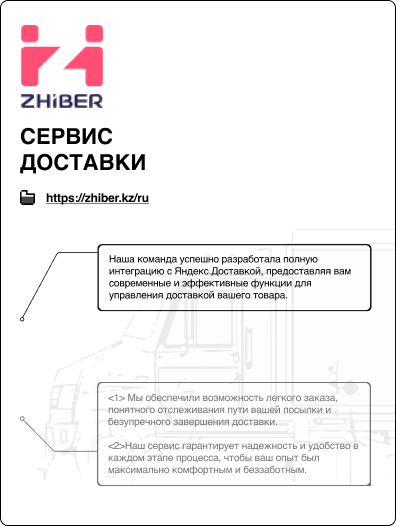 ZHiBER
СЕРВИС
ДОСТАВКИ
https://zhiber.kz/ru
Наша команда успешно разработала полную
интеграцию с Яндекс.Доставкой, предоставляя вам
современные и эффективные функции для
управления доставкой вашего товара.
<1> Мы обеспечили возможность легкого заказа,
понятного отслеживания пути вашей посылки и
безупречного завершения доставки.
<2>Наш сервис гарантирует надежность и удобство в
каждом этапе процесса, чтобы ваш опыт был
максимально комфортным и беззаботным.